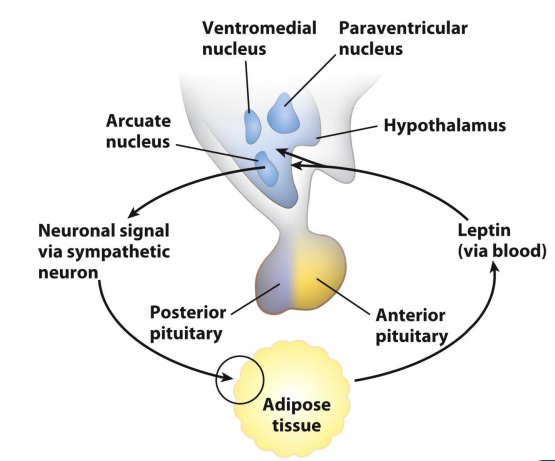 Ventromedial
nucleus
Paraventricular
nucleus
Arcuate
nucleus
Hypothalamus
Neuronal signal
via sympathetic
neuron
Leptin
(via blood)
Posterior
pituitary
Anterior
pituitary
Adipose
tissue